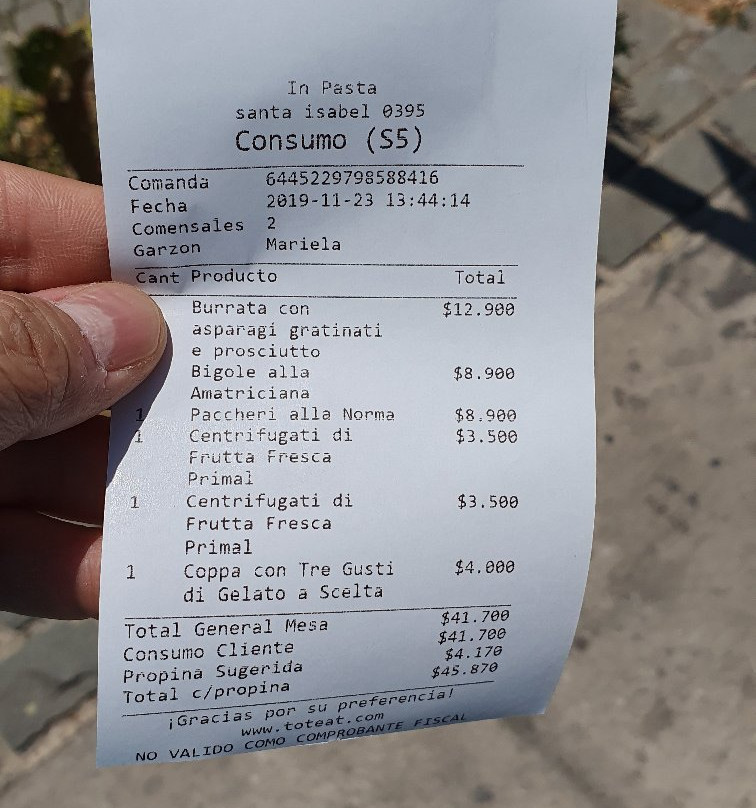 In Pasta
santa isabel 0395
Consumo (S5)
Comanda 6445229798588416
Fecha 2019-11-23 13:44:14
Comensales 2
Garzon Mariela
Cant Producto Total
Burrata con $12.900
asparagi gratinati
e prosciutto
Bigole alla $8.900
Amatriciana
1 Paccheri alla Norma $8.900
1 Centrifugati di $3.500
Frutta Fresca
Primal
1 Centrifugati di $3.500
Frutta Fresca
Primal
1 Coppa con Tre Gusti $4.000
di Gelato a Scelta
Total General Mesa $41.700
Consumo Cliente $41.700
Propina Sugerida $4.170
Total c/propina $45.870
¡Gracias por su preferencia!
www.toteat.com
NO VALIDO COMO COMPROBANTE FISCAL